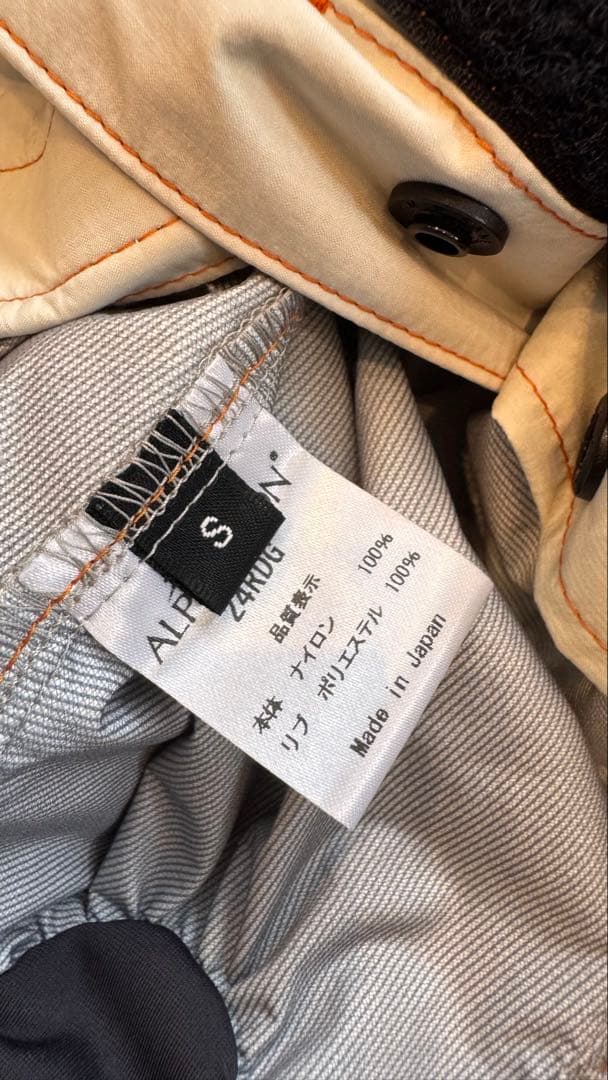 S
ALP N®
24RDG
品質表示
本体 ナイロン 100%
リブ ポリエステル 100%
Made in Japan